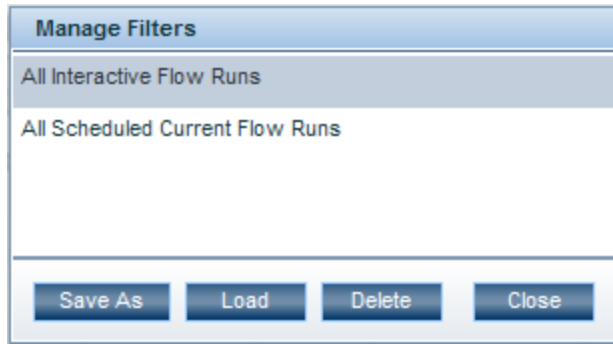 Manage Filters
All Interactive Flow Runs
All Scheduled Current Flow Runs
Save As Load Delete Close